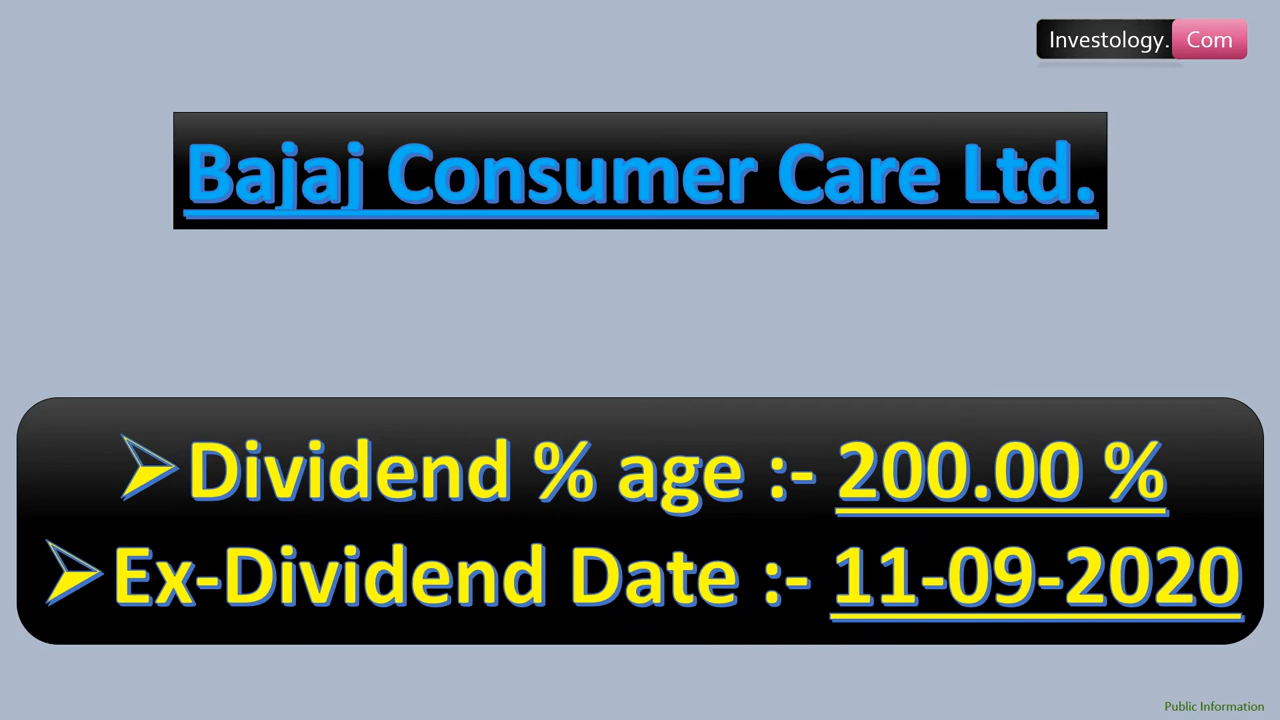 Investology. Com
Bajaj Consumer Care Ltd.
Dividend % age :- 200.00 %
Ex-Dividend Date :- 11-09-2020
Public Information